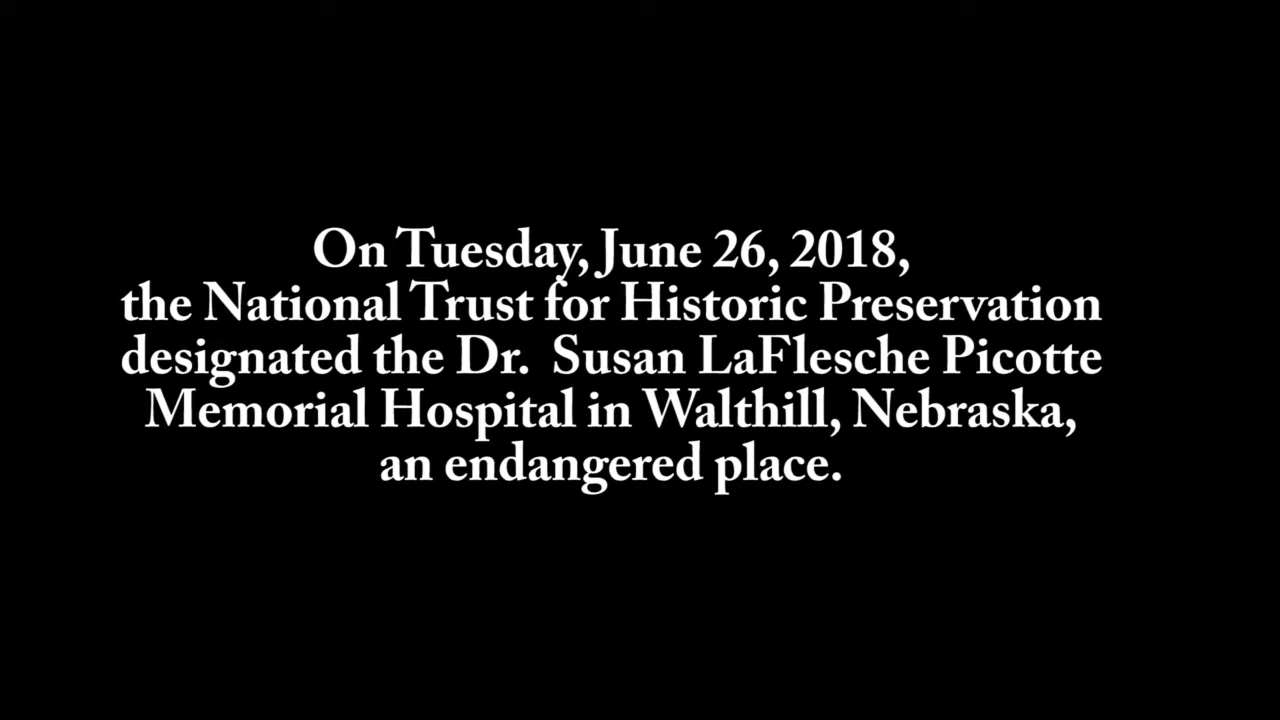 On Tuesday, June 26, 2018,
the National Trust for Historic Preservation
designated the Dr.  Susan LaFlesche Picotte
Memorial Hospital in Walthill, Nebraska,
an endangered place.